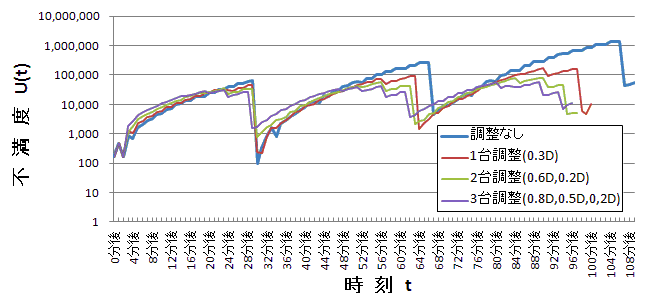 10,000,000
1,000,000
100,000
10,000
1,000
100
10
1
不満度 U(t)
調整なし
1台調整(0.3D)
2台調整(0.6D,0.2D)
3台調整(0.8D,0.5D,0,2D)
0分後
4分後
8分後
12分後
16分後
20分後
24分後
28分後
32分後
36分後
40分後
44分後
48分後
52分後
56分後
60分後
64分後
68分後
72分後
76分後
80分後
84分後
88分後
92分後
96分後
100分後
104分後
108分後
時刻 t